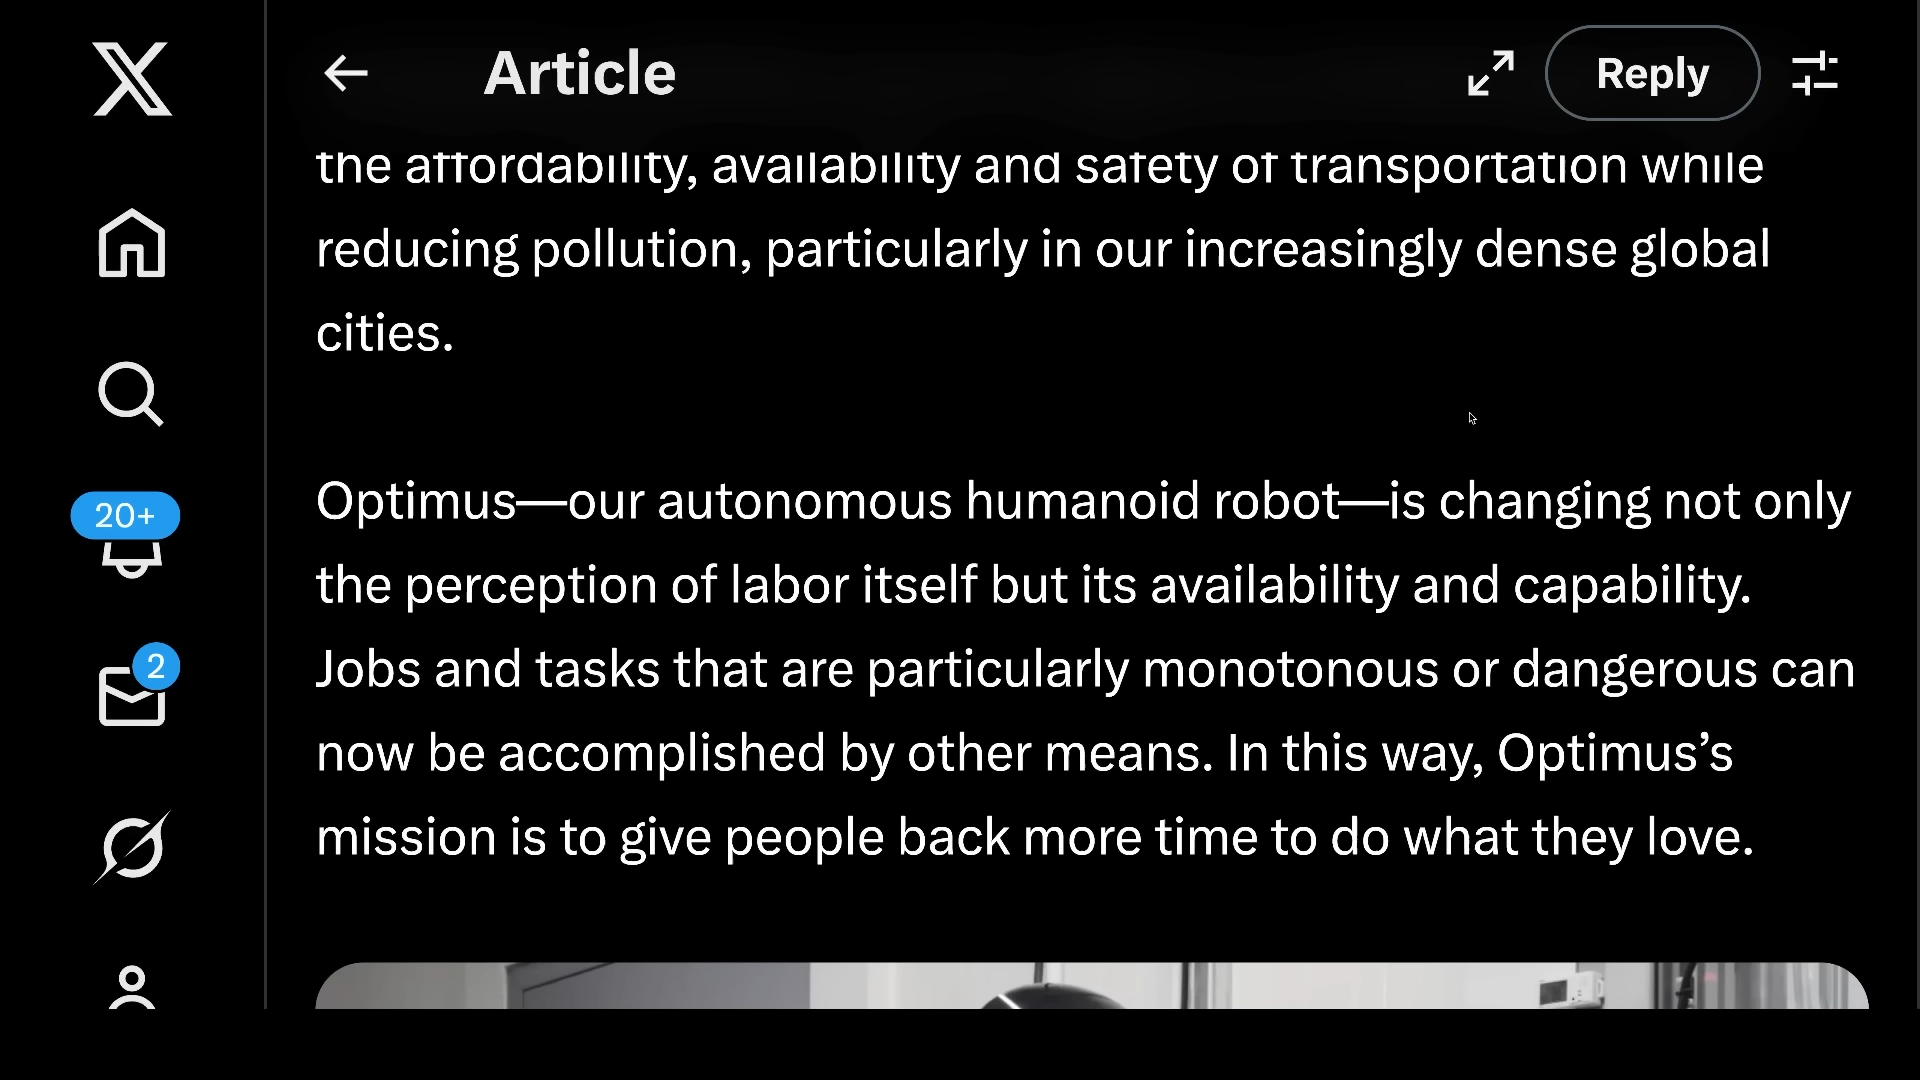 Article
Reply
the affordability, availability and safety of transportation while
reducing pollution, particularly in our increasingly dense global
cities.
20+
Optimus—our autonomous humanoid robot—is changing not only
the perception of labor itself but its availability and capability.
2
Jobs and tasks that are particularly monotonous or dangerous can
now be accomplished by other means. In this way, Optimus’s
mission is to give people back more time to do what they love.